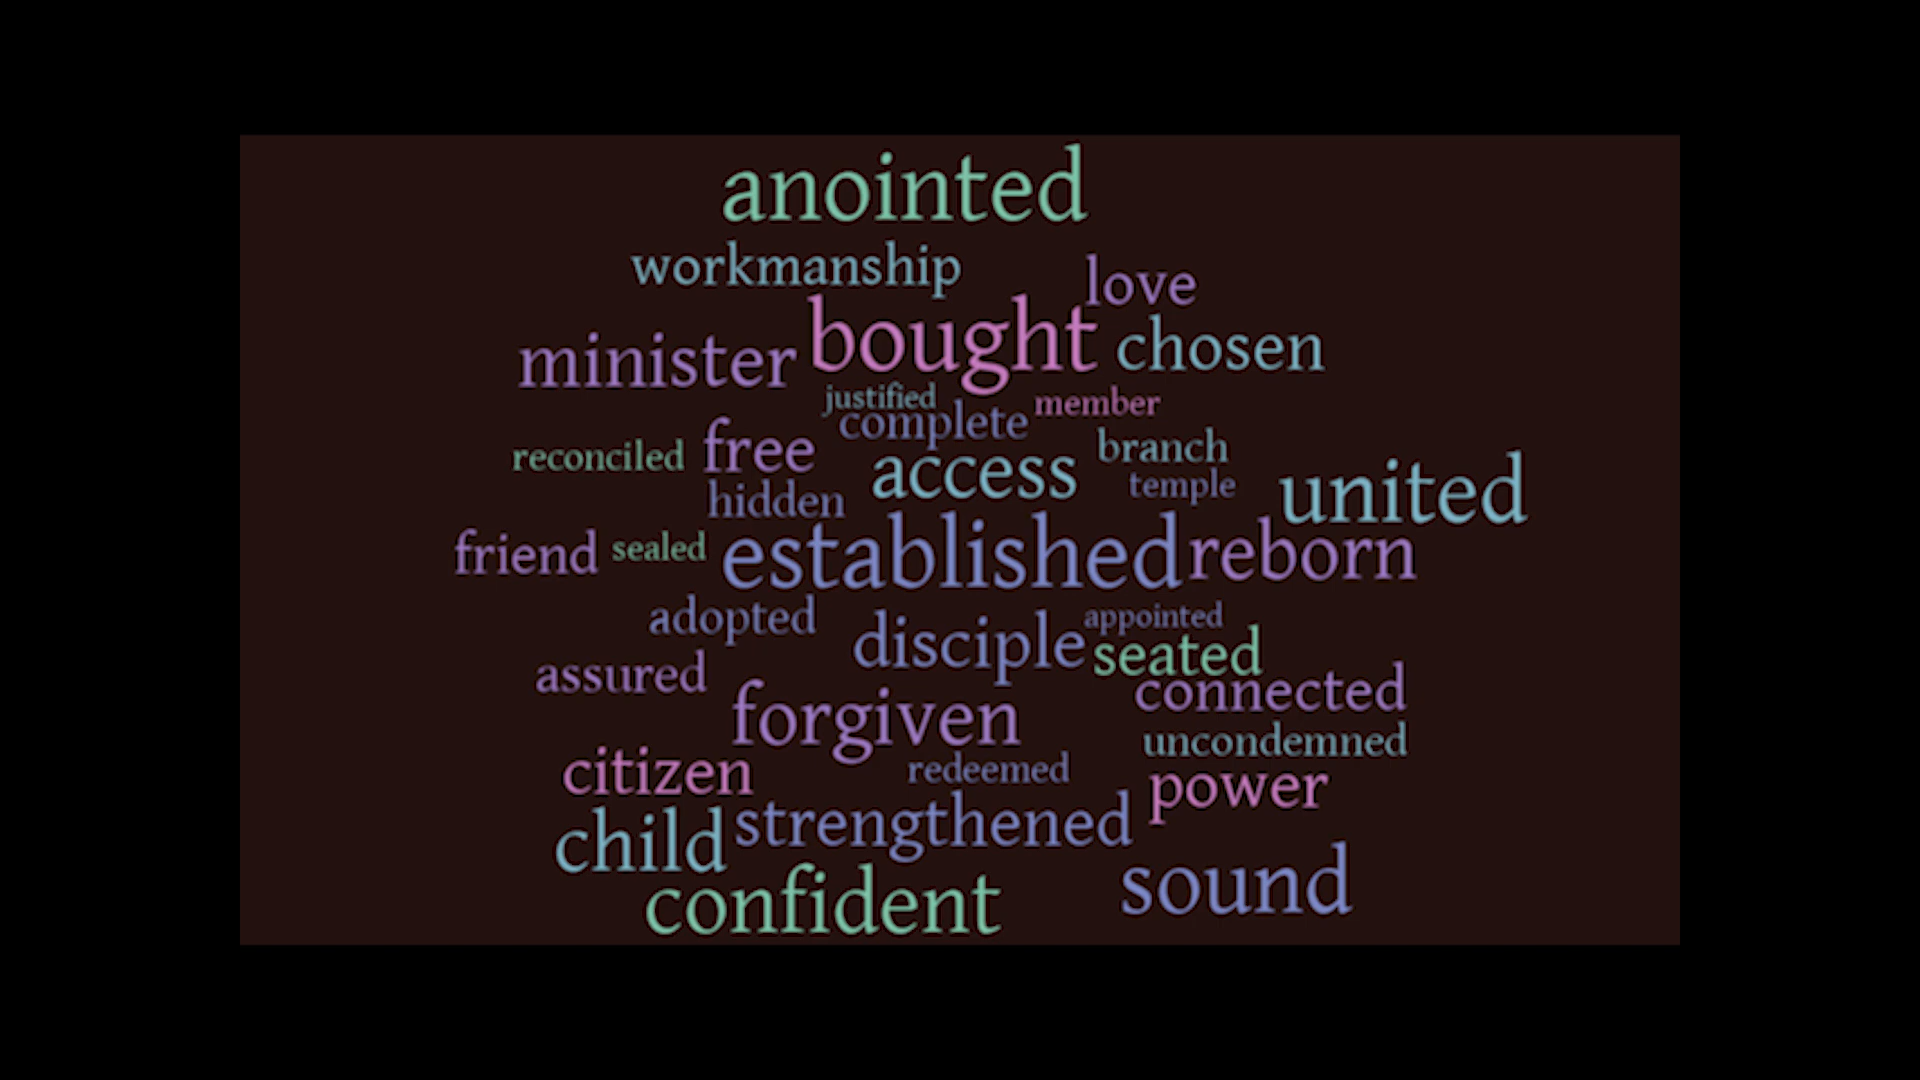 anointed
workmanship love
minister bought chosen
justified member
complete
reconciled free access branch
hidden temple united
friend sealed established reborn
adopted disciple appointed
assured seated
forgiven connected
uncondemned
citizen redeemed power
child strengthened
confident sound